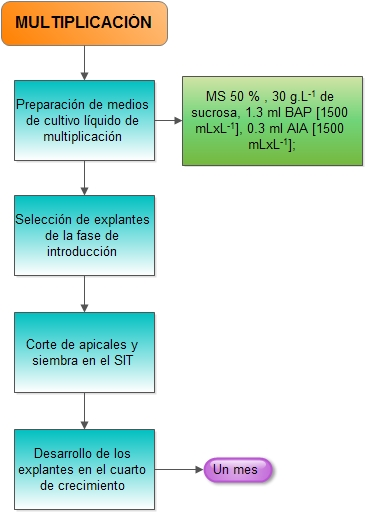 MULTIPLICACIÓN
Preparación de medios
de cultivo líquido de
multiplicación
MS 50 % , 30 g.L-1 de
sucrosa, 1.3 ml BAP [1500
mLxL-1], 0.3 ml AIA [1500
mLxL-1];
Selección de explantes
de la fase de
introducción
Corte de apicales y
siembra en el SIT
Desarrollo de los
explantes en el cuarto
de crecimiento
Un mes